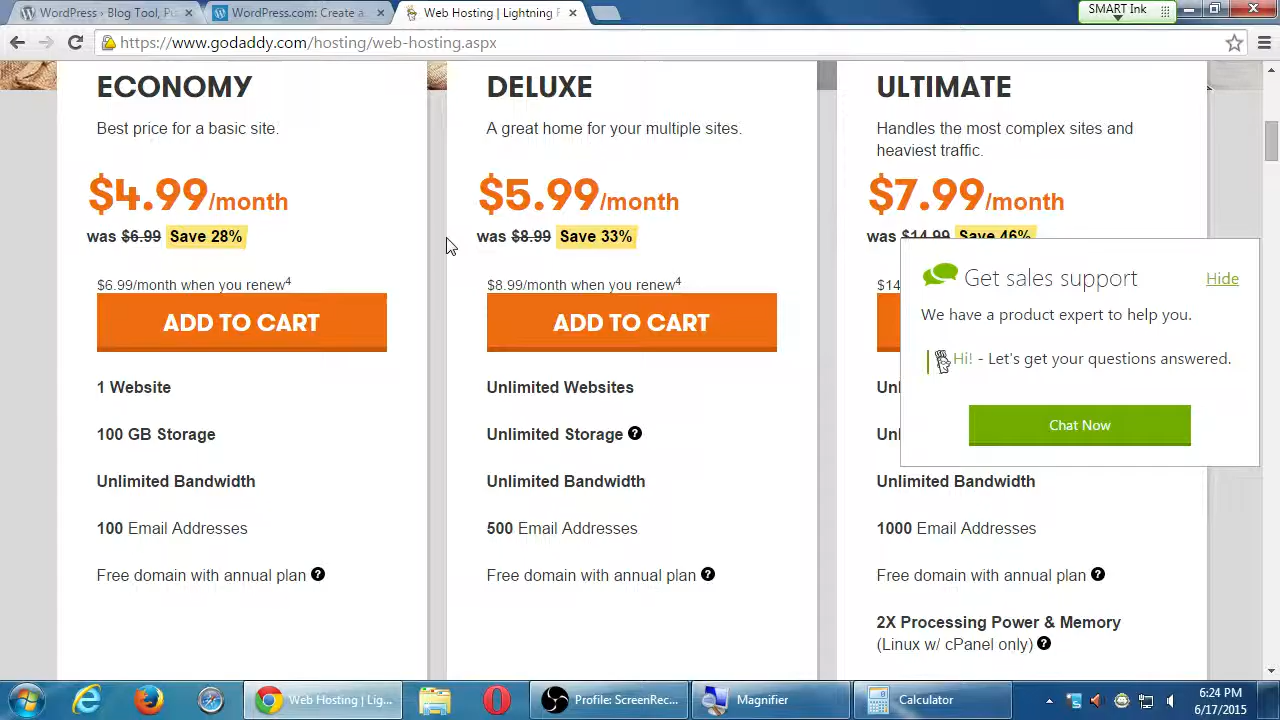 WordPress › Blog Tool, Pu
WordPress.com: Create a
Web Hosting | Lightning F
SMART Ink
https://www.godaddy.com/hosting/web-hosting.aspx
ECONOMY
Best price for a basic site.
$4.99/month
was $6.99 Save 28%
$6.99/month when you renew4
ADD TO CART
1 Website
100 GB Storage
Unlimited Bandwidth
100 Email Addresses
Free domain with annual plan
DELUXE
A great home for your multiple sites.
$5.99/month
was $8.99 Save 33%
$8.99/month when you renew4
ADD TO CART
Unlimited Websites
Unlimited Storage
Unlimited Bandwidth
500 Email Addresses
Free domain with annual plan
ULTIMATE
Handles the most complex sites and
heaviest traffic.
$7.99/month
was $14.99 Save 46%
$14
Unl
Unl
Unlimited Bandwidth
1000 Email Addresses
Free domain with annual plan
2X Processing Power & Memory
(Linux w/ cPanel only)
Get sales support
Hide
We have a product expert to help you.
Hi! - Let's get your questions answered.
Chat Now
Web Hosting | Lig...
Profile: ScreenRec...
Magnifier
Calculator
6:24 PM
6/17/2015